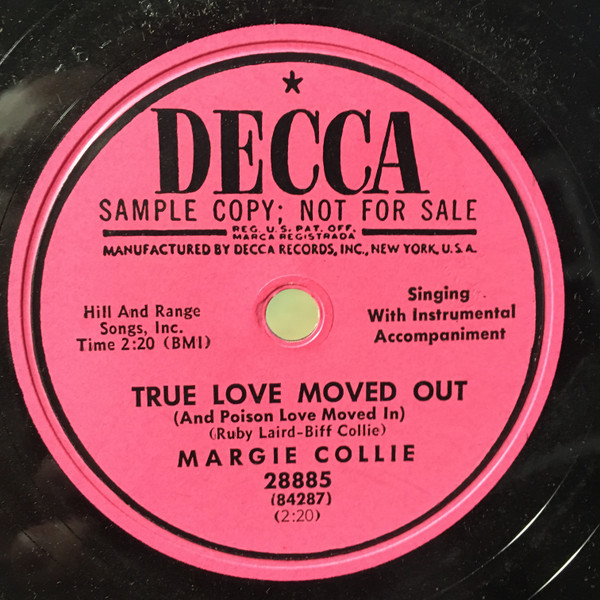 DECCA
SAMPLE COPY; NOT FOR SALE
REG. U.S. PAT. OFF.
MARCA REGISTRADA
MANUFACTURED BY DECCA RECORDS, INC., NEW YORK, U.S.A.
Hill And Range
Songs, Inc.
Time 2:20 (BMI)
Singing
With Instrumental
Accompaniment
TRUE LOVE MOVED OUT
(And Poison Love Moved In)
(Ruby Laird-Biff Collie)
MARGIE COLLIE
28885
(84287)
(2:20)